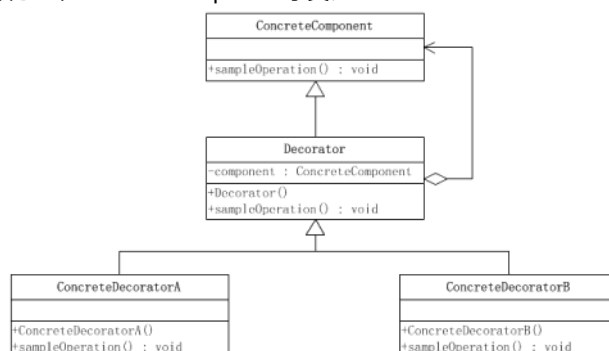 ConcreteComponent
+sampleOperation() : void
Decorator
-component : ConcreteComponent
+Decorator()
+sampleOperation() : void
ConcreteDecoratorA
+ConcreteDecoratorA()
+sampleOperation() : void
ConcreteDecoratorB
+ConcreteDecoratorB()
+sampleOperation() : void